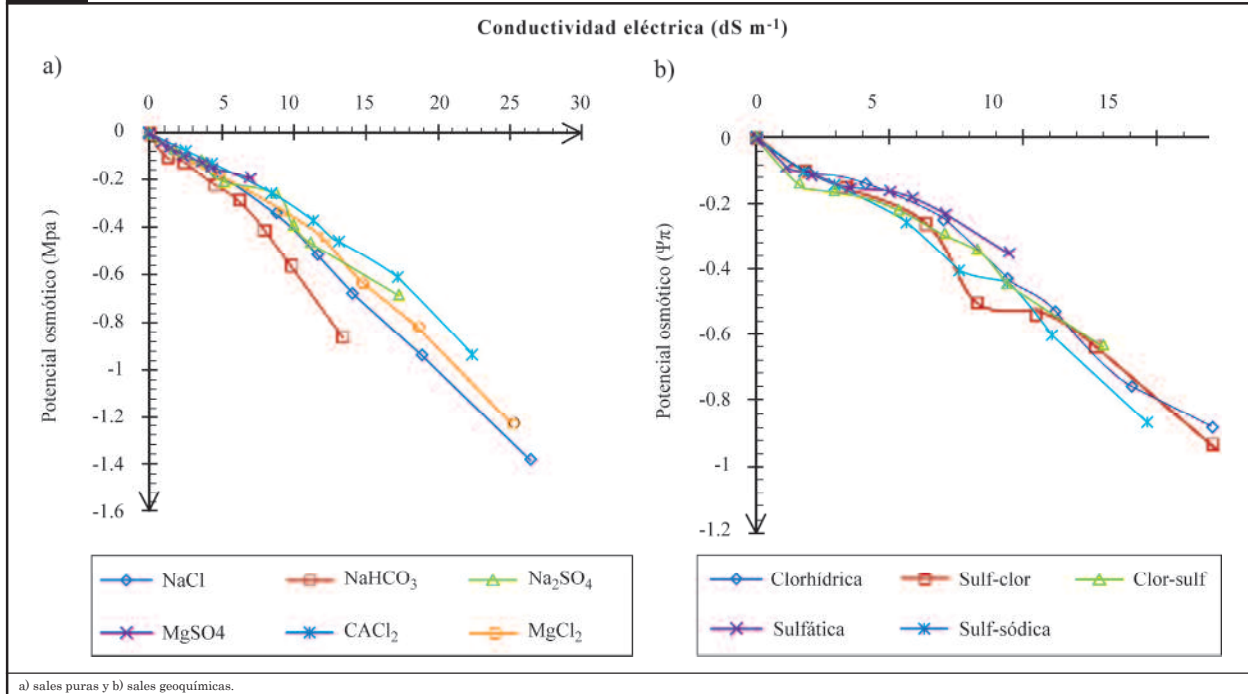 Conductividad eléctrica (dS m-1)
a)
0 5 10 15 20 25 30
0
-0.2
-0.4
-0.6
-0.8
-1
-1.2
-1.4
-1.6
Potencial osmótico (Mpa)
NaCl NaHCO3 Na2SO4
MgSO4 CACl2 MgCl2
b)
0 5 10 15
0
-0.2
-0.4
-0.6
-0.8
-1
-1.2
Potencial osmótico (Ψπ)
Clorhídrica Sulf-clor Clor-sulf
Sulfática Sulf-sódica
a) sales puras y b) sales geoquímicas.